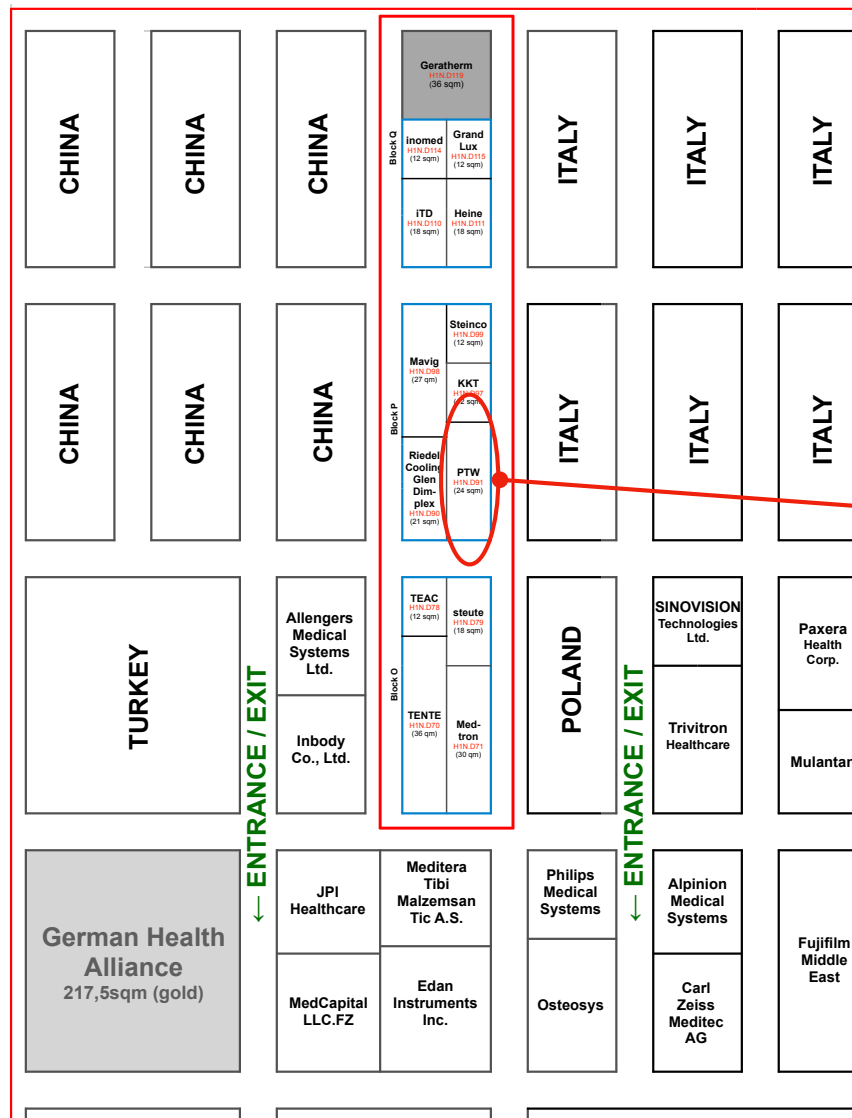 CHINA
CHINA
CHINA
Geratherm
H1N.D119
(36 sqm)
Block Q
inomed
H1N.D114
(12 sqm)
Grand
Lux
H1N.D115
(12 sqm)
iTD
H1N.D110
(18 sqm)
Heine
H1N.D111
(18 sqm)
ITALY
ITALY
ITALY
CHINA
CHINA
CHINA
Block P
Mavig
H1N.D98
(27 qm)
Steinco
H1N.D99
(12 sqm)
KKT
H1N.D97
(12 sqm)
Riedel
Cooling
Glen
Dim-
plex
H1N.D90
(21 sqm)
PTW
H1N.D91
(24 sqm)
ITALY
ITALY
ITALY
TURKEY
← ENTRANCE / EXIT
Allengers
Medical
Systems
Ltd.
Inbody
Co., Ltd.
Block O
TEAC
H1N.D78
(12 sqm)
steute
H1N.D79
(18 sqm)
TENTE
H1N.D70
(36 qm)
Med-
tron
H1N.D71
(30 qm)
POLAND
← ENTRANCE / EXIT
SINOVISION
Technologies
Ltd.
Trivitron
Healthcare
Paxera
Health
Corp.
Mulantan
German Health
Alliance
217,5sqm (gold)
JPI
Healthcare
Meditera
Tibi
Malzemsan
Tic A.S.
MedCapital
LLC.FZ
Edan
Instruments
Inc.
Philips
Medical
Systems
Osteosys
Alpinion
Medical
Systems
Carl
Zeiss
Meditec
AG
Fujifilm
Middle
East